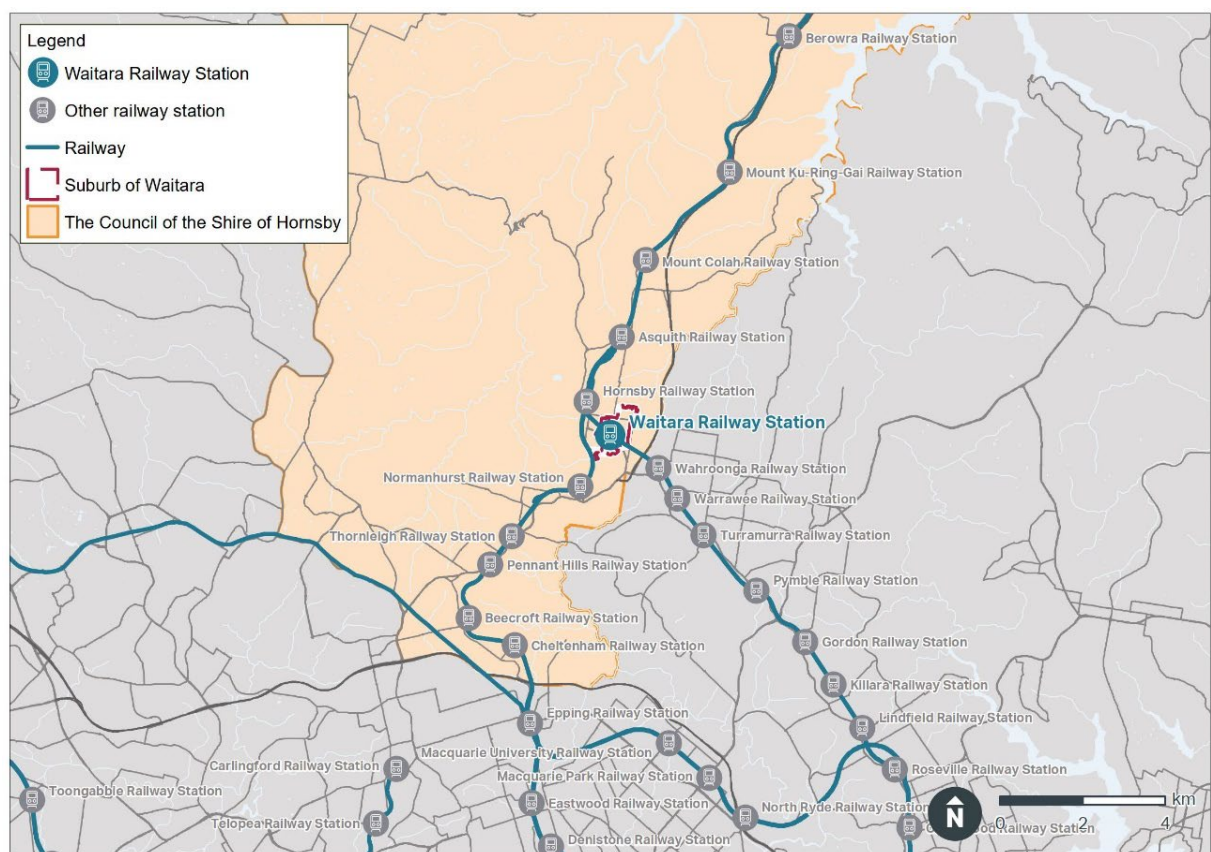 Legend
Waitara Railway Station
Other railway station
Railway
Suburb of Waitara
The Council of the Shire of Hornsby
Berowra Railway Station
Mount Ku-Ring-Gai Railway Station
Mount Colah Railway Station
Asquith Railway Station
Hornsby Railway Station
Waitara Railway Station
Wahroonga Railway Station
Normanhurst Railway Station
Warrawee Railway Station
Thornleigh Railway Station
Turramurra Railway Station
Pennant Hills Railway Station
Pymble Railway Station
Beecroft Railway Station
Cheltenham Railway Station
Gordon Railway Station
Killara Railway Station
Epping Railway Station
Lindfield Railway Station
Macquarie University Railway Station
Carlingford Railway Station
Roseville Railway Station
Macquarie Park Railway Station
Toongabbie Railway Station
Eastwood Railway Station
North Ryde Railway Station
Telopea Railway Station
Railway Station
Denistone Railway Station
N
km
0 2 4